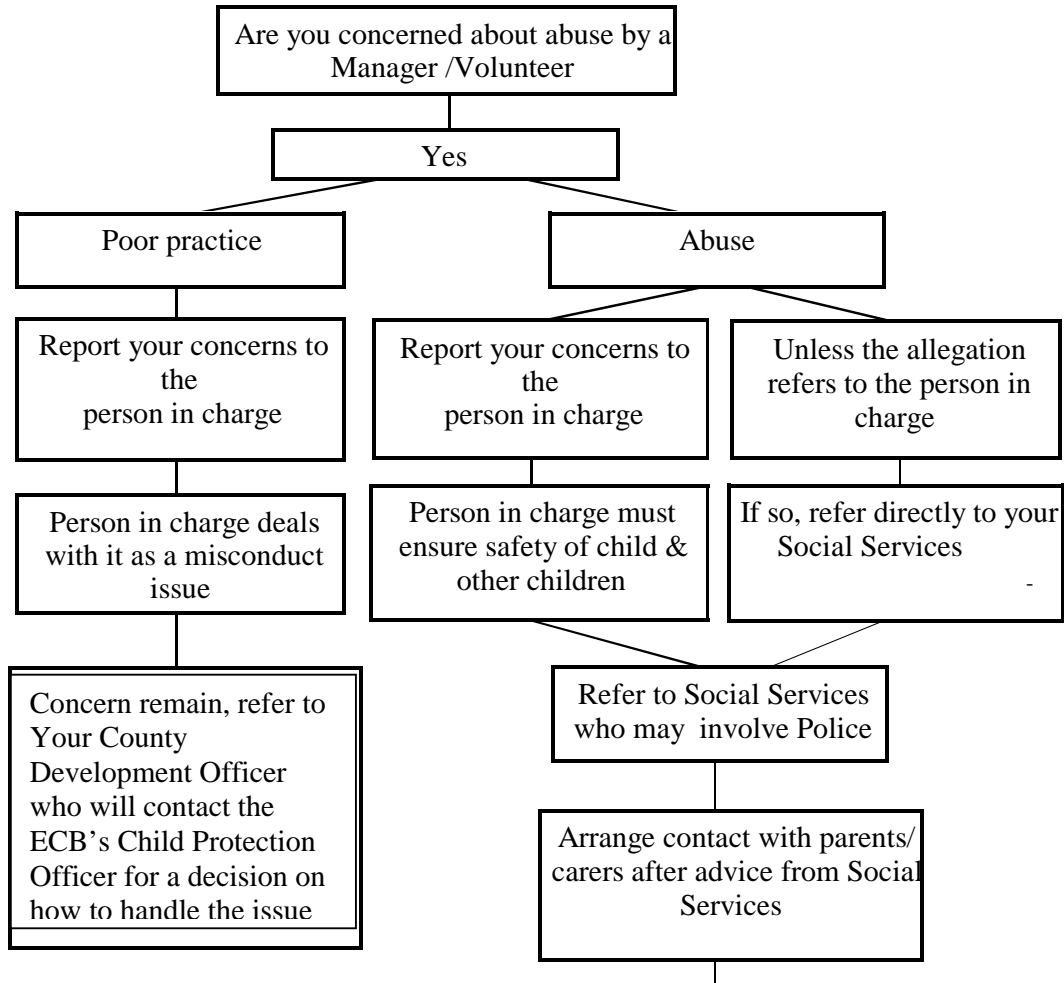 Are you concerned about abuse by a
Manager /Volunteer
Yes
Poor practice
Abuse
Report your concerns to
the
person in charge
Report your concerns to
the
person in charge
Unless the allegation
refers to the person in
charge
Person in charge deals
with it as a misconduct
issue
Person in charge must
ensure safety of child &
other children
If so, refer directly to your
Social Services
-
Concern remain, refer to
Your County
Development Officer
who will contact the
ECB’s Child Protection
Officer for a decision on
how to handle the issue
Refer to Social Services
who may involve Police
Arrange contact with parents/
carers after advice from Social
Services